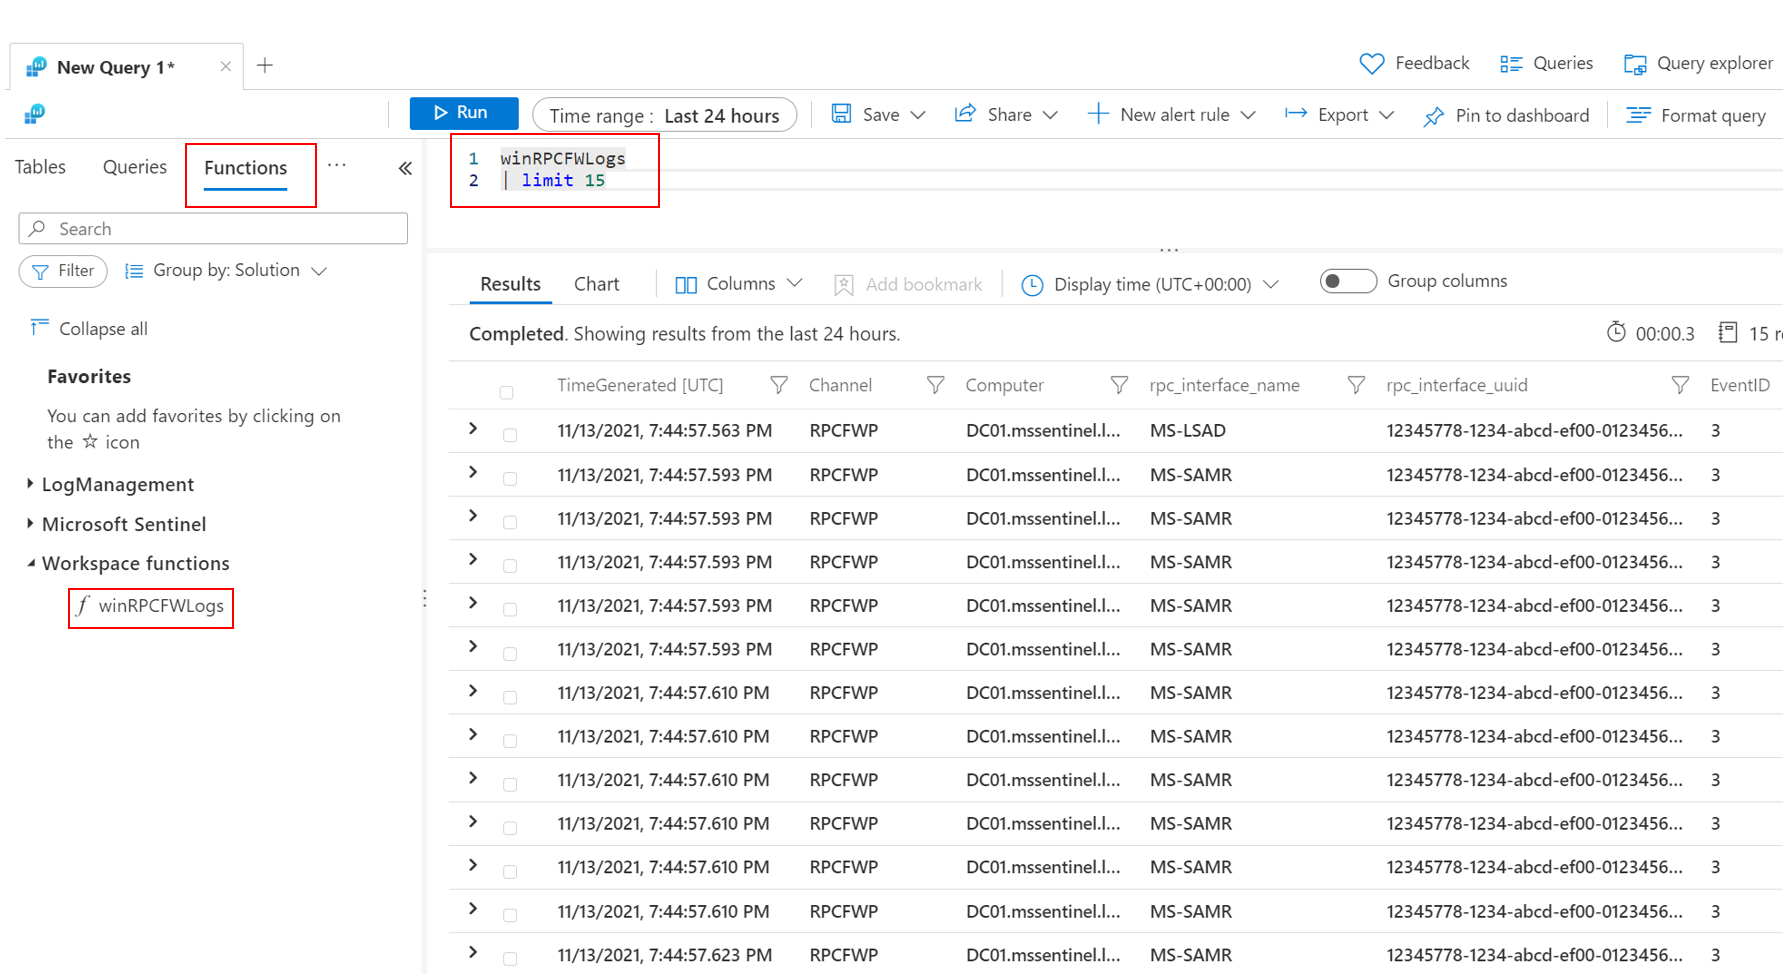 New Query 1*
Feedback Queries Query explorer
Run Time range : Last 24 hours Save Share New alert rule Export Pin to dashboard Format query
Tables Queries Functions ...
1 winRPCFWLogs
2 | limit 15
Search
Filter Group by: Solution
Collapse all
Favorites
You can add favorites by clicking on
the ☆ icon
LogManagement
Microsoft Sentinel
Workspace functions
f winRPCFWLogs
Results Chart Columns Add bookmark Display time (UTC+00:00) Group columns
Completed. Showing results from the last 24 hours. 00:00.3 15
TimeGenerated [UTC] Channel Computer rpc_interface_name rpc_interface_uuid EventID
11/13/2021, 7:44:57.563 PM RPCFWP DC01.mssentinel.l... MS-LSAD 12345778-1234-abcd-ef00-0123456... 3
11/13/2021, 7:44:57.593 PM RPCFWP DC01.mssentinel.l... MS-SAMR 12345778-1234-abcd-ef00-0123456... 3
11/13/2021, 7:44:57.593 PM RPCFWP DC01.mssentinel.l... MS-SAMR 12345778-1234-abcd-ef00-0123456... 3
11/13/2021, 7:44:57.593 PM RPCFWP DC01.mssentinel.l... MS-SAMR 12345778-1234-abcd-ef00-0123456... 3
11/13/2021, 7:44:57.593 PM RPCFWP DC01.mssentinel.l... MS-SAMR 12345778-1234-abcd-ef00-0123456... 3
11/13/2021, 7:44:57.593 PM RPCFWP DC01.mssentinel.l... MS-SAMR 12345778-1234-abcd-ef00-0123456... 3
11/13/2021, 7:44:57.610 PM RPCFWP DC01.mssentinel.l... MS-SAMR 12345778-1234-abcd-ef00-0123456... 3
11/13/2021, 7:44:57.610 PM RPCFWP DC01.mssentinel.l... MS-SAMR 12345778-1234-abcd-ef00-0123456... 3
11/13/2021, 7:44:57.610 PM RPCFWP DC01.mssentinel.l... MS-SAMR 12345778-1234-abcd-ef00-0123456... 3
11/13/2021, 7:44:57.610 PM RPCFWP DC01.mssentinel.l... MS-SAMR 12345778-1234-abcd-ef00-0123456... 3
11/13/2021, 7:44:57.610 PM RPCFWP DC01.mssentinel.l... MS-SAMR 12345778-1234-abcd-ef00-0123456... 3
11/13/2021, 7:44:57.610 PM RPCFWP DC01.mssentinel.l... MS-SAMR 12345778-1234-abcd-ef00-0123456... 3
11/13/2021, 7:44:57.623 PM RPCFWP DC01.mssentinel.l... MS-SAMR 12345778-1234-abcd-ef00-0123456... 3